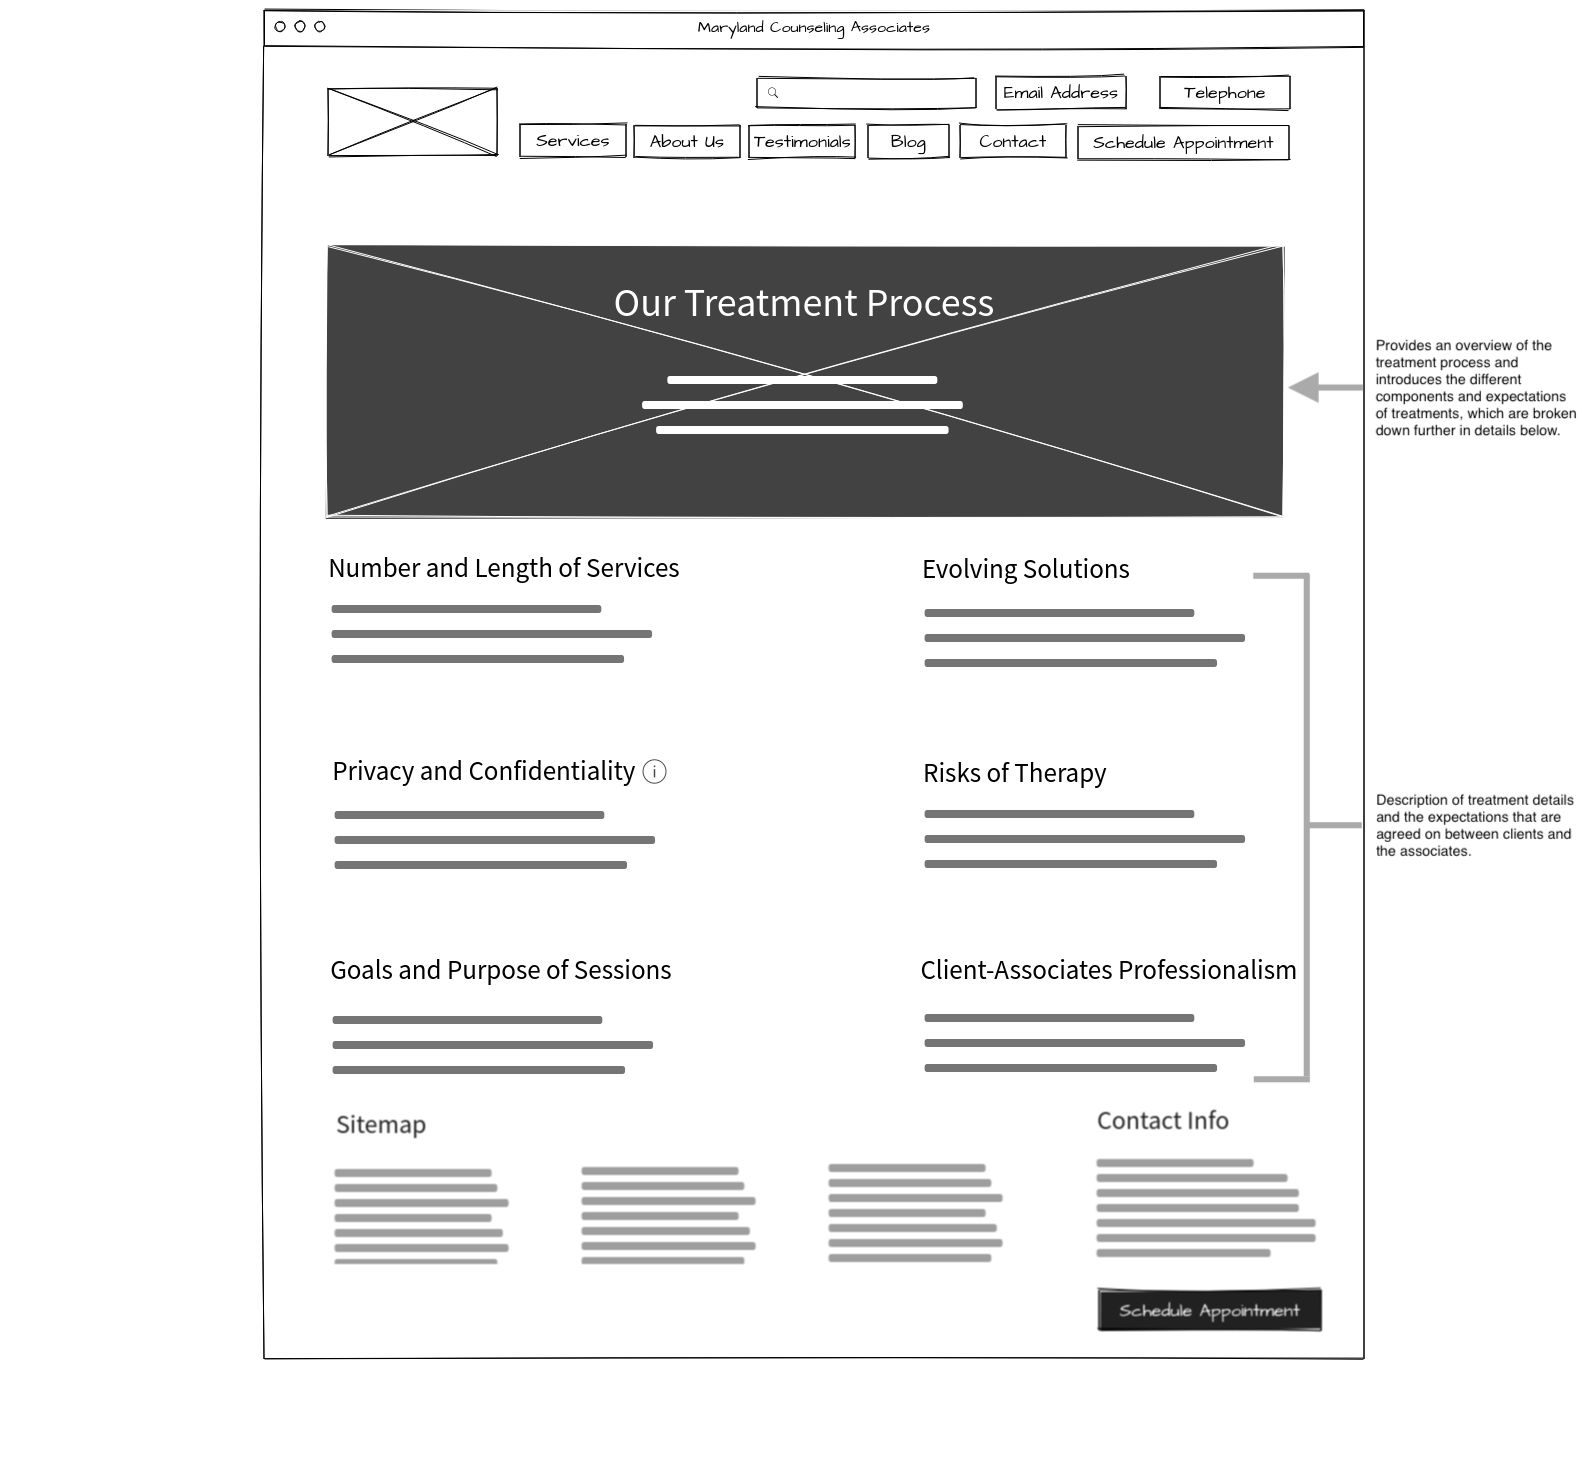 Maryland Counseling Associates
Email Address
Telephone
Services
About Us
Testimonials
Blog
Contact
Schedule Appointment
Our Treatment Process
Provides an overview of the
treatment process and
introduces the different
components and expectations
of treatments, which are broken
down further in details below.
Number and Length of Services
Evolving Solutions
Privacy and Confidentiality ⓘ
Risks of Therapy
Description of treatment details
and the expectations that are
agreed on between clients and
the associates.
Goals and Purpose of Sessions
Client-Associates Professionalism
Sitemap
Contact Info
Schedule Appointment